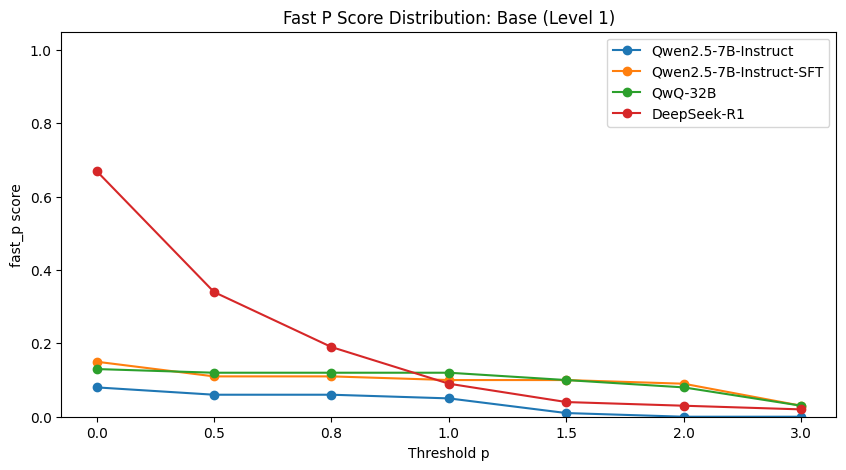 Fast P Score Distribution: Base (Level 1)
fast_p score
1.0
0.8
0.6
0.4
0.2
0.0
Qwen2.5-7B-Instruct
Qwen2.5-7B-Instruct-SFT
QwQ-32B
DeepSeek-R1
0.0 0.5 0.8 1.0 1.5 2.0 3.0
Threshold p